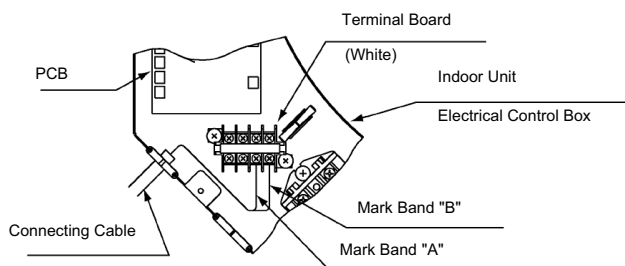 Terminal Board
(White)
PCB
Indoor Unit
Electrical Control Box
Mark Band "B"
Connecting Cable
Mark Band "A"